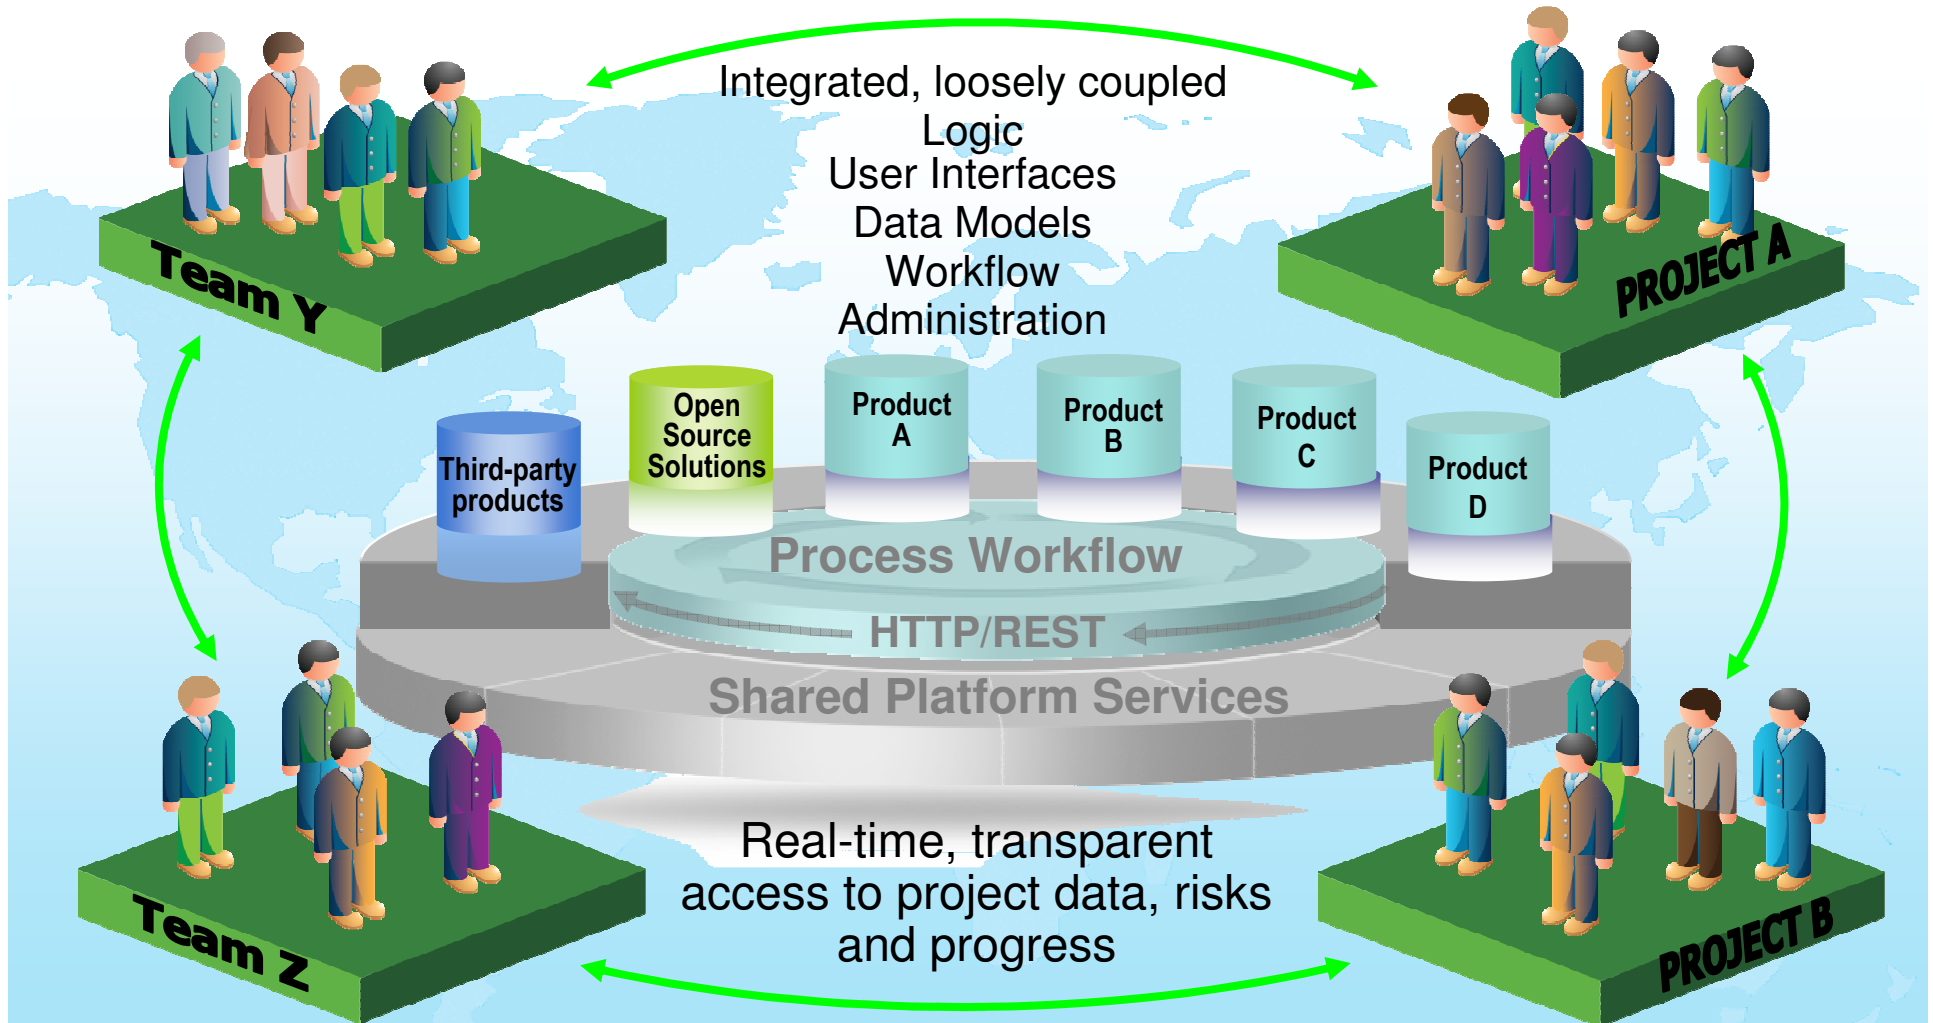 Integrated, loosely coupled
Logic
User Interfaces
Data Models
Workflow
Administration
Team Y
PROJECT A
Third-party
products
Open
Source
Solutions
Product
A
Product
B
Product
C
Product
D
Process Workflow
HTTP/REST
Shared Platform Services
Real-time, transparent
access to project data, risks
and progress
Team Z
PROJECT B